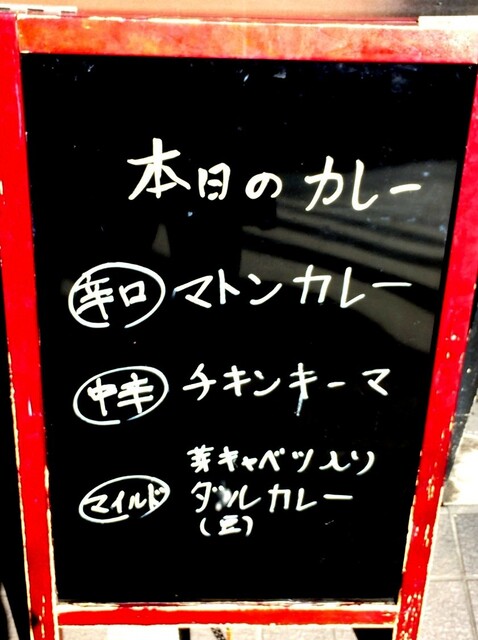 本日のカレー
辛口 マトンカレー
中辛 チキンキーマ
芽キャベツ入り
マイルド ダルカレー
(豆)